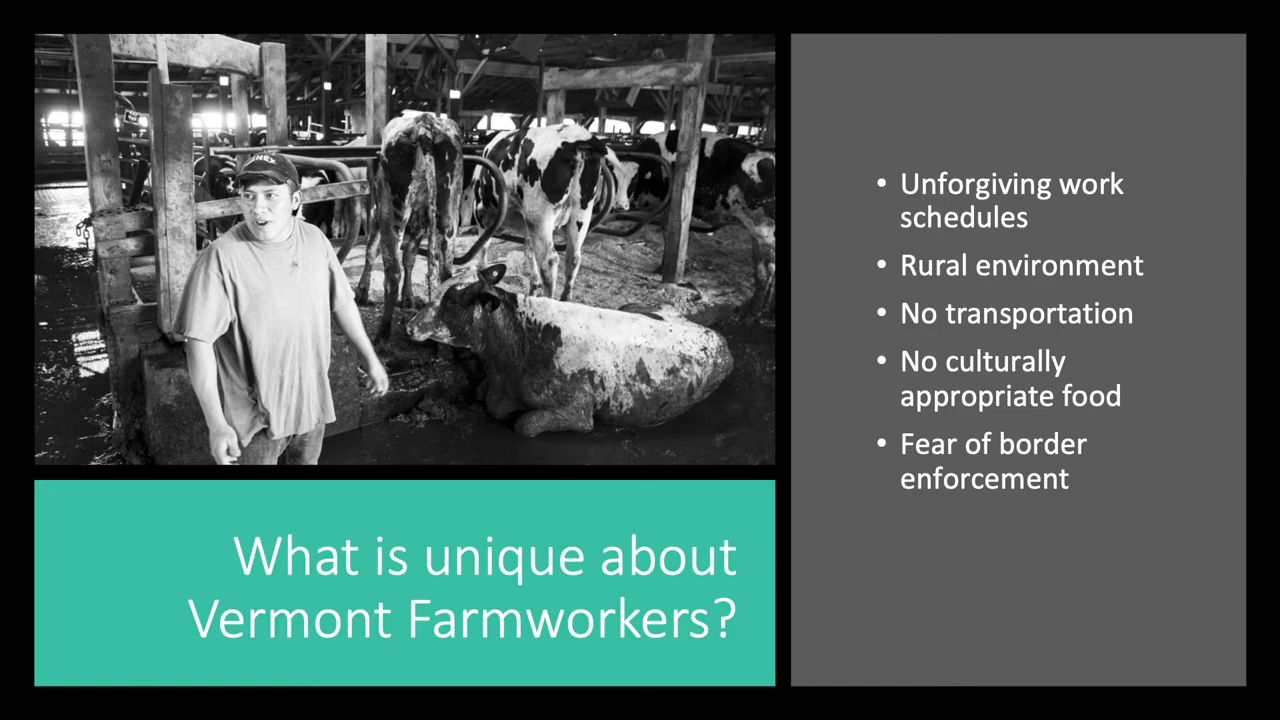 What is unique about
Vermont Farmworkers?
• Unforgiving work
schedules
• Rural environment
• No transportation
• No culturally
appropriate food
• Fear of border
enforcement